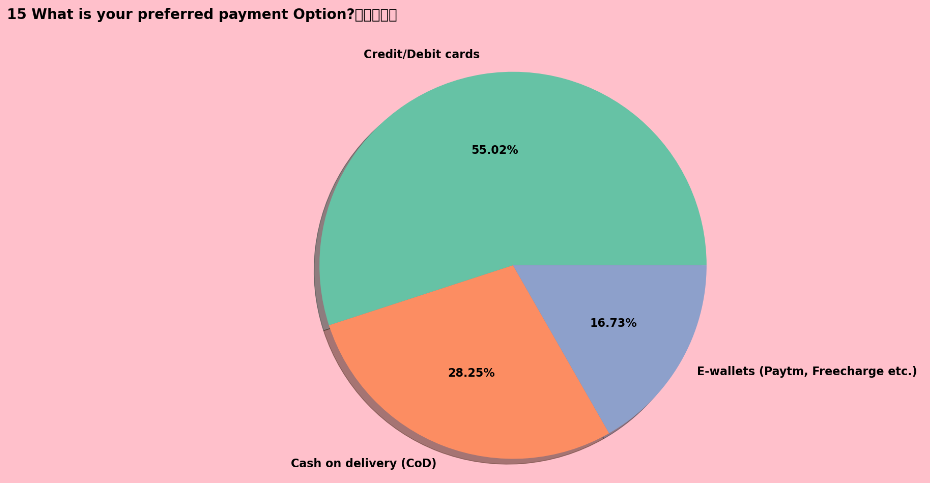 15 What is your preferred payment Option?
Credit/Debit cards
55.02%
16.73%
E-wallets (Paytm, Freecharge etc.)
28.25%
Cash on delivery (CoD)